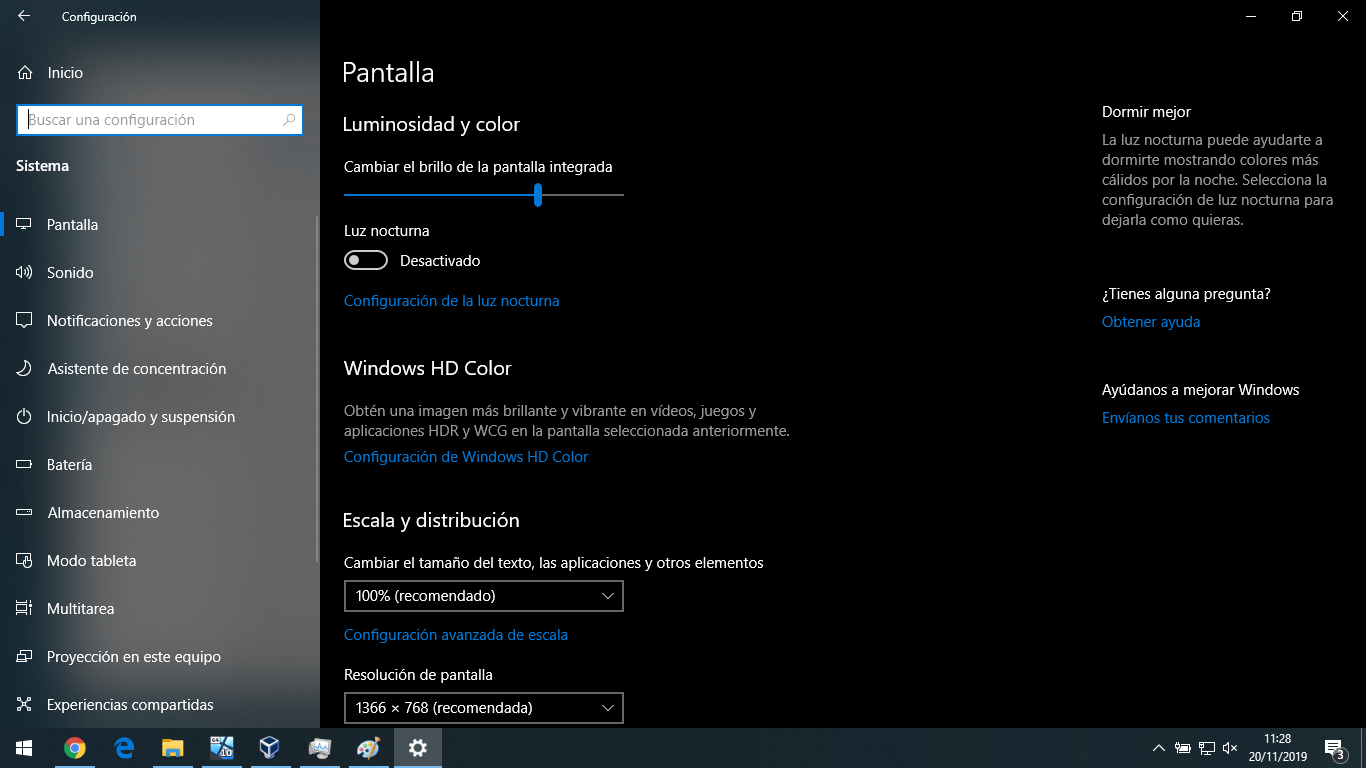 Configuración
Inicio
Buscar una configuración
Sistema
Pantalla
Sonido
Notificaciones y acciones
Asistente de concentración
Inicio/apagado y suspensión
Batería
Almacenamiento
Modo tableta
Multitarea
Proyección en este equipo
Experiencias compartidas
Pantalla
Luminosidad y color
Cambiar el brillo de la pantalla integrada
Luz nocturna
Desactivado
Configuración de la luz nocturna
Windows HD Color
Obtén una imagen más brillante y vibrante en vídeos, juegos y
aplicaciones HDR y WCG en la pantalla seleccionada anteriormente.
Configuración de Windows HD Color
Escala y distribución
Cambiar el tamaño del texto, las aplicaciones y otros elementos
100% (recomendado)
Configuración avanzada de escala
Resolución de pantalla
1366 × 768 (recomendada)
Dormir mejor
La luz nocturna puede ayudarte a
dormirte mostrando colores más
cálidos por la noche. Selecciona la
configuración de luz nocturna para
dejarla como quieras.
¿Tienes alguna pregunta?
Obtener ayuda
Ayúdanos a mejorar Windows
Envíanos tus comentarios
64
10
11:28
20/11/2019
3